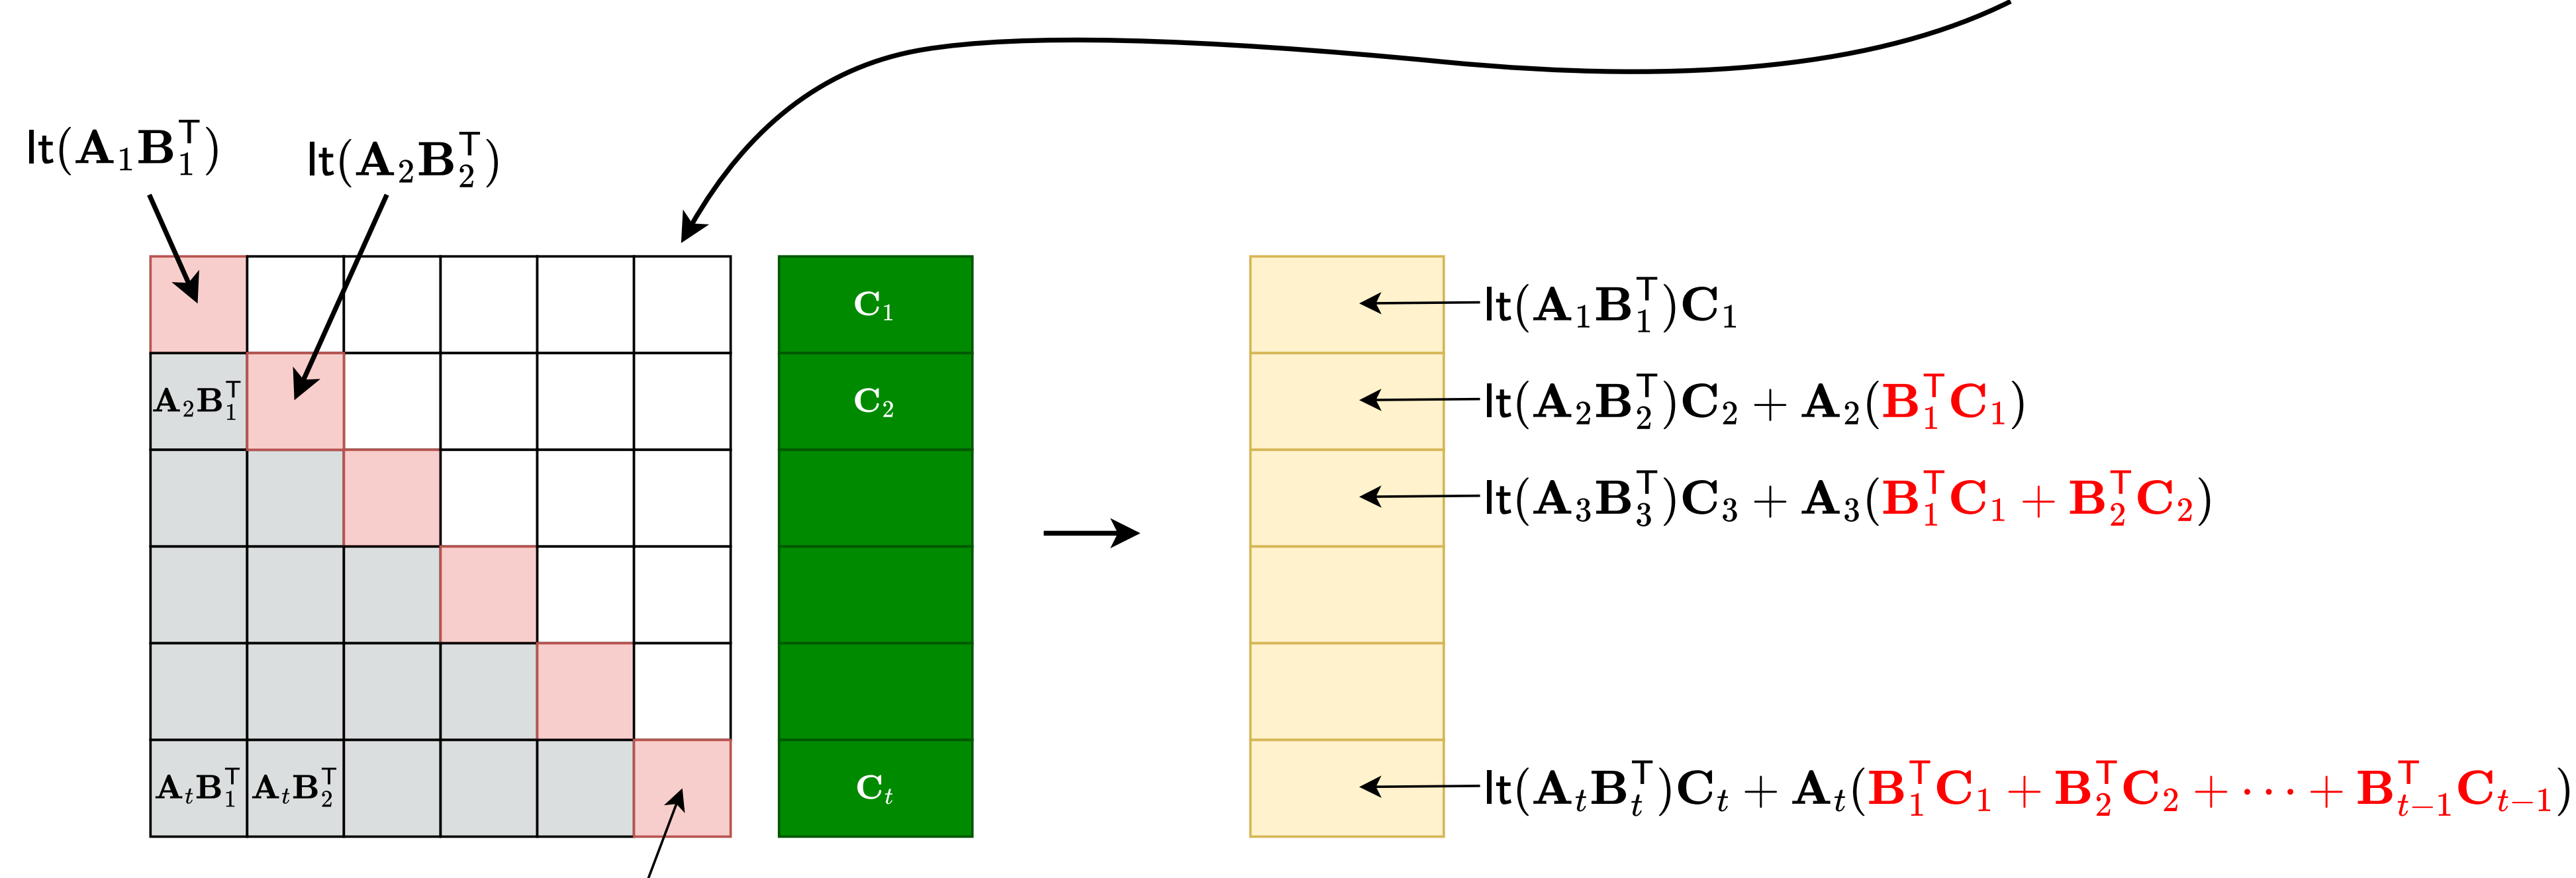 lt(A₁B₁ᵀ)
lt(A₂B₂ᵀ)
C₁
lt(A₁B₁ᵀ)C₁
A₂B₁ᵀ
C₂
lt(A₂B₂ᵀ)C₂ + A₂(B₁ᵀC₁)
lt(A₃B₃ᵀ)C₃ + A₃(B₁ᵀC₁ + B₂ᵀC₂)
AₜB₁ᵀ
AₜB₂ᵀ
Cₜ
lt(AₜBₜᵀ)Cₜ + Aₜ(B₁ᵀC₁ + B₂ᵀC₂ + ⋯ + Bₜ₋₁ᵀCₜ₋₁)